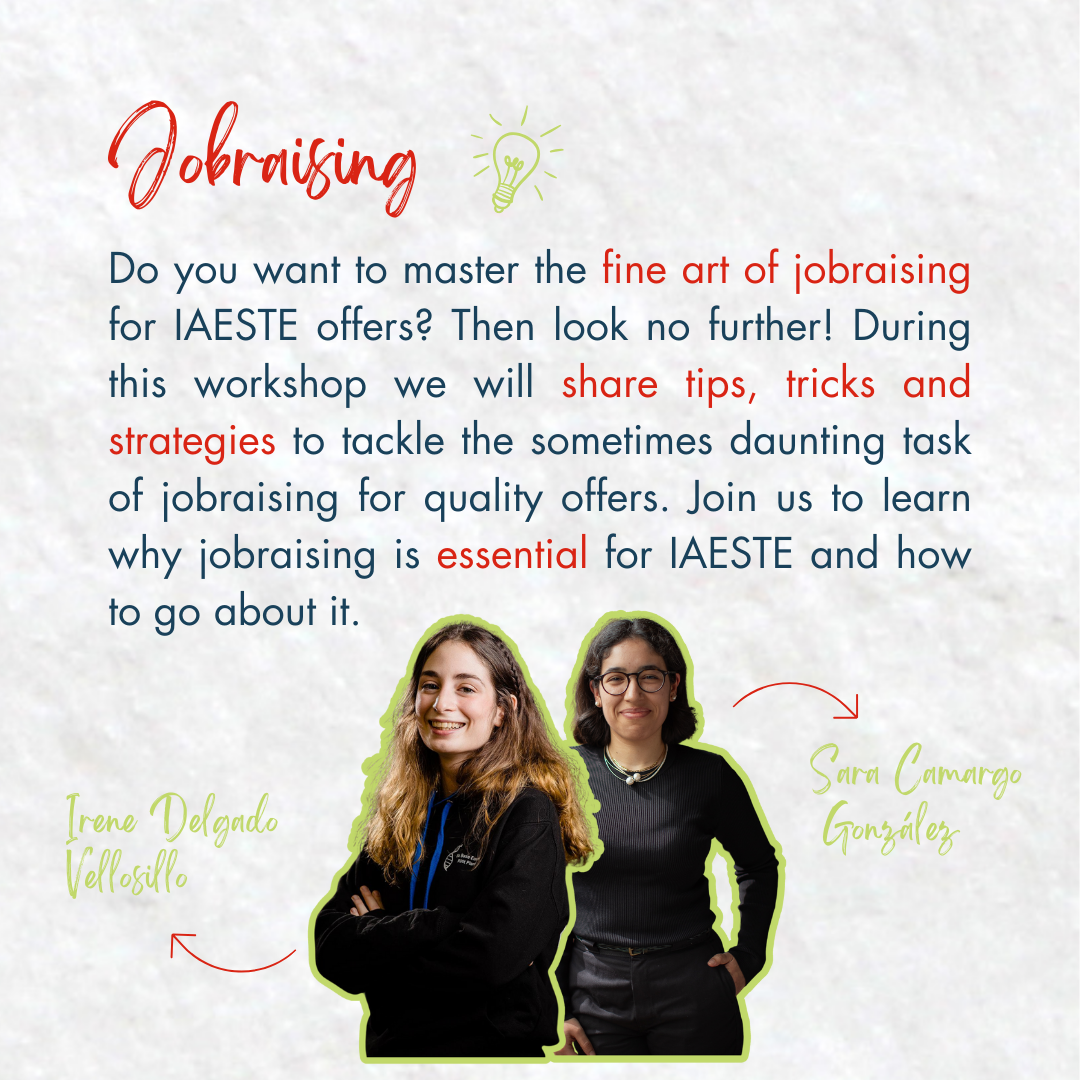 Jobraising
Do you want to master the fine art of jobraising
for IAESTE offers? Then look no further! During
this workshop we will share tips, tricks and
strategies to tackle the sometimes daunting task
of jobraising for quality offers. Join us to learn
why jobraising is essential for IAESTE and how
to go about it.
Sara Camargo
González
Irene Delgado
Vellosillo